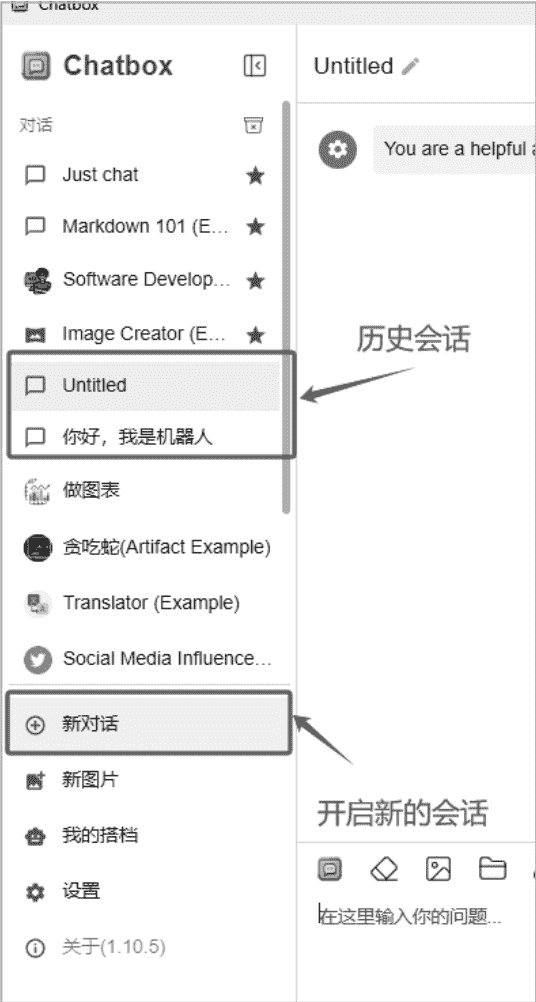 Chatbox
Chatbox
Untitled
对话
You are a helpful a
Just chat
Markdown 101 (E...
Software Develop...
Image Creator (E...
历史会话
Untitled
你好，我是机器人
做图表
贪吃蛇(Artifact Example)
Translator (Example)
Social Media Influence...
新对话
新图片
开启新的会话
我的搭档
设置
在这里输入你的问题...
关于(1.10.5)